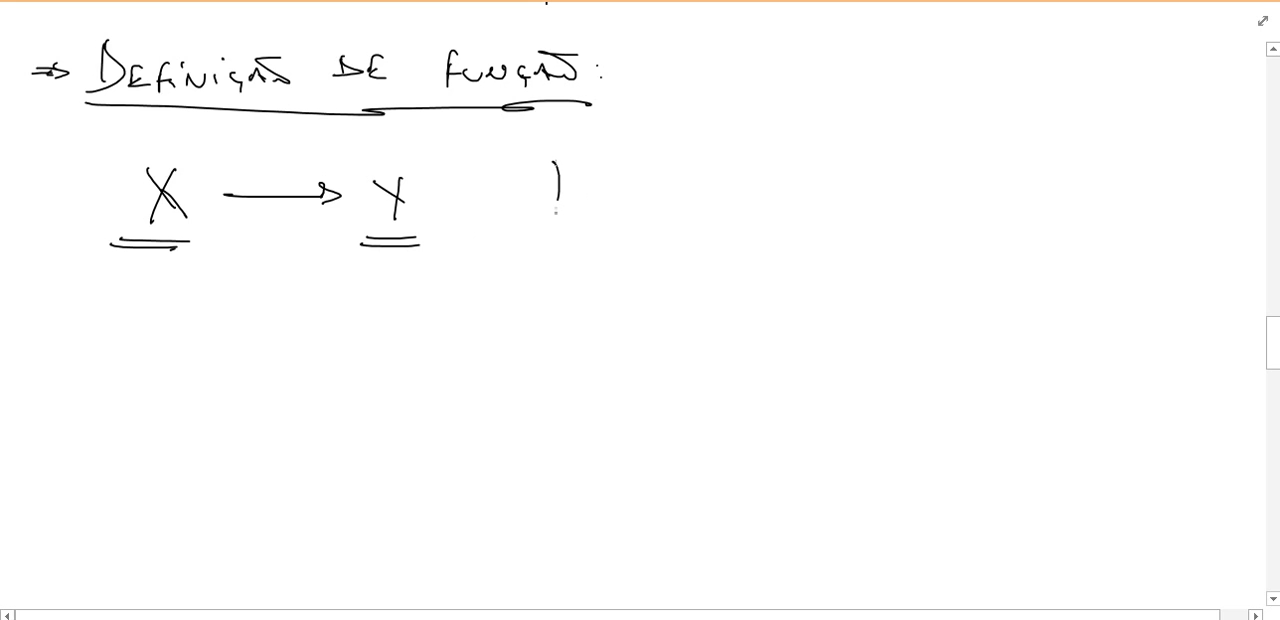 ⇒ DEFINIÇÃO DE FUNÇÃO:
X → Y